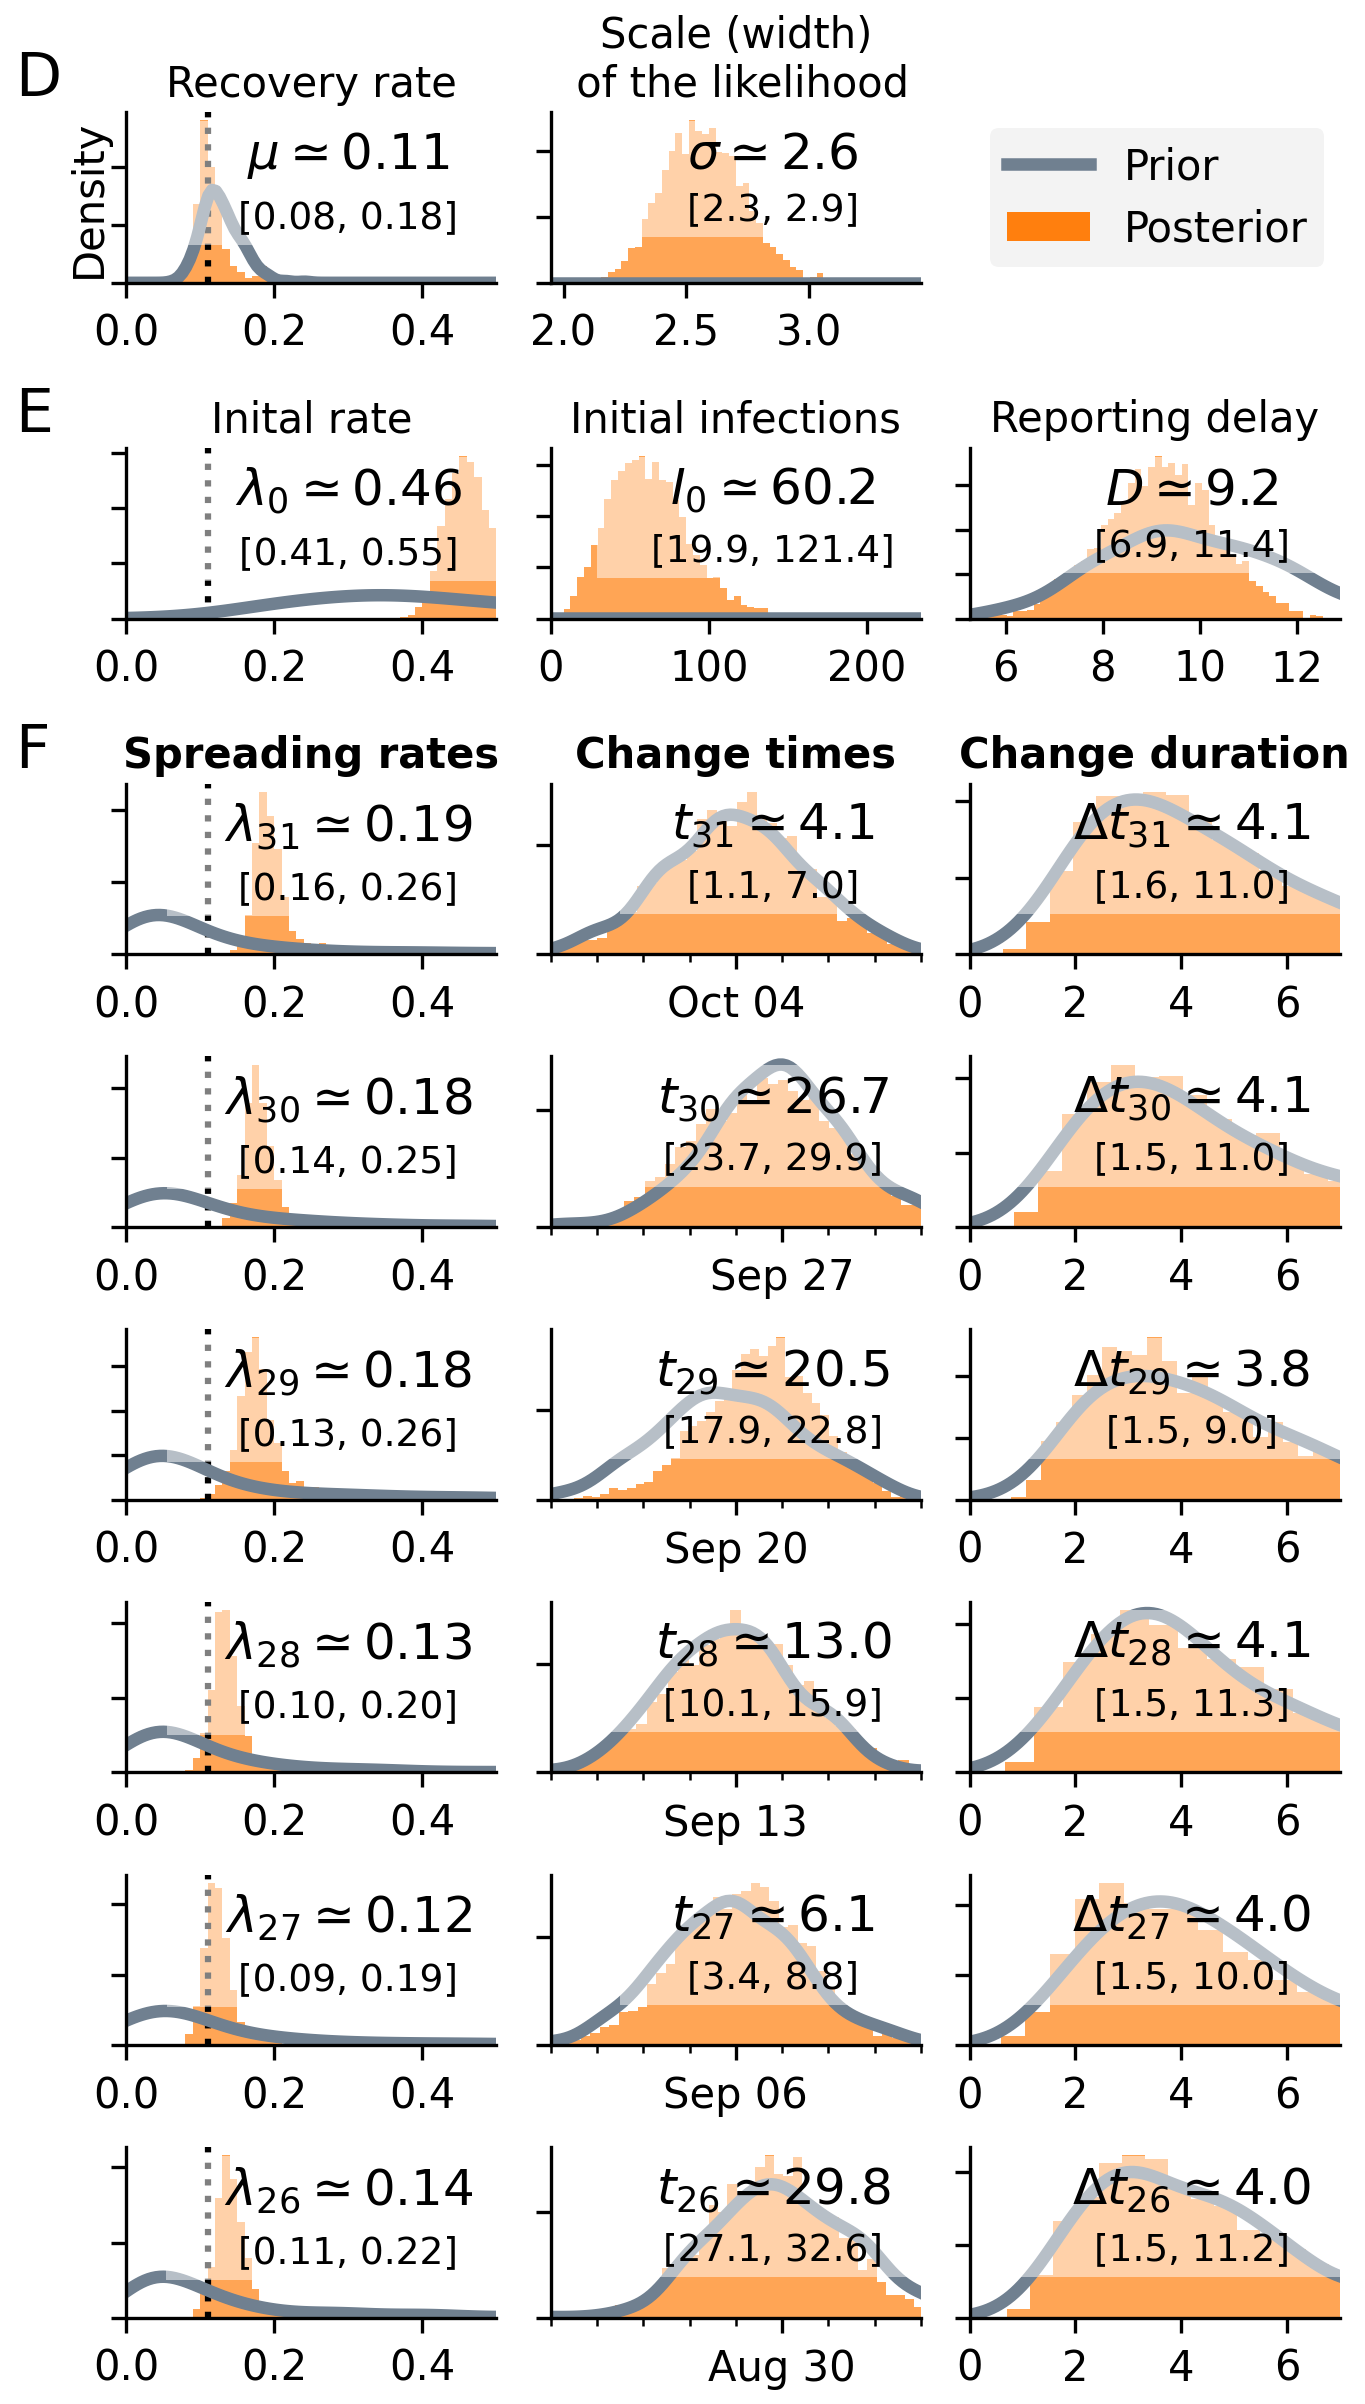 D
Recovery rate
Scale (width)
of the likelihood
Density
μ ≃ 0.11
[0.08, 0.18]
σ ≃ 2.6
[2.3, 2.9]
Prior
Posterior
0.0 0.2 0.4
2.0 2.5 3.0
E
Inital rate
Initial infections
Reporting delay
λ₀ ≃ 0.46
[0.41, 0.55]
I₀ ≃ 60.2
[19.9, 121.4]
D ≃ 9.2
[6.9, 11.4]
0.0 0.2 0.4
0 100 200
6 8 10 12
F
Spreading rates
Change times
Change duration
λ₃₁ ≃ 0.19
[0.16, 0.26]
t₃₁ ≃ 4.1
[1.1, 7.0]
Δt₃₁ ≃ 4.1
[1.6, 11.0]
0.0 0.2 0.4
Oct 04
0 2 4 6
λ₃₀ ≃ 0.18
[0.14, 0.25]
t₃₀ ≃ 26.7
[23.7, 29.9]
Δt₃₀ ≃ 4.1
[1.5, 11.0]
0.0 0.2 0.4
Sep 27
0 2 4 6
λ₂₉ ≃ 0.18
[0.13, 0.26]
t₂₉ ≃ 20.5
[17.9, 22.8]
Δt₂₉ ≃ 3.8
[1.5, 9.0]
0.0 0.2 0.4
Sep 20
0 2 4 6
λ₂₈ ≃ 0.13
[0.10, 0.20]
t₂₈ ≃ 13.0
[10.1, 15.9]
Δt₂₈ ≃ 4.1
[1.5, 11.3]
0.0 0.2 0.4
Sep 13
0 2 4 6
λ₂₇ ≃ 0.12
[0.09, 0.19]
t₂₇ ≃ 6.1
[3.4, 8.8]
Δt₂₇ ≃ 4.0
[1.5, 10.0]
0.0 0.2 0.4
Sep 06
0 2 4 6
λ₂₆ ≃ 0.14
[0.11, 0.22]
t₂₆ ≃ 29.8
[27.1, 32.6]
Δt₂₆ ≃ 4.0
[1.5, 11.2]
0.0 0.2 0.4
Aug 30
0 2 4 6